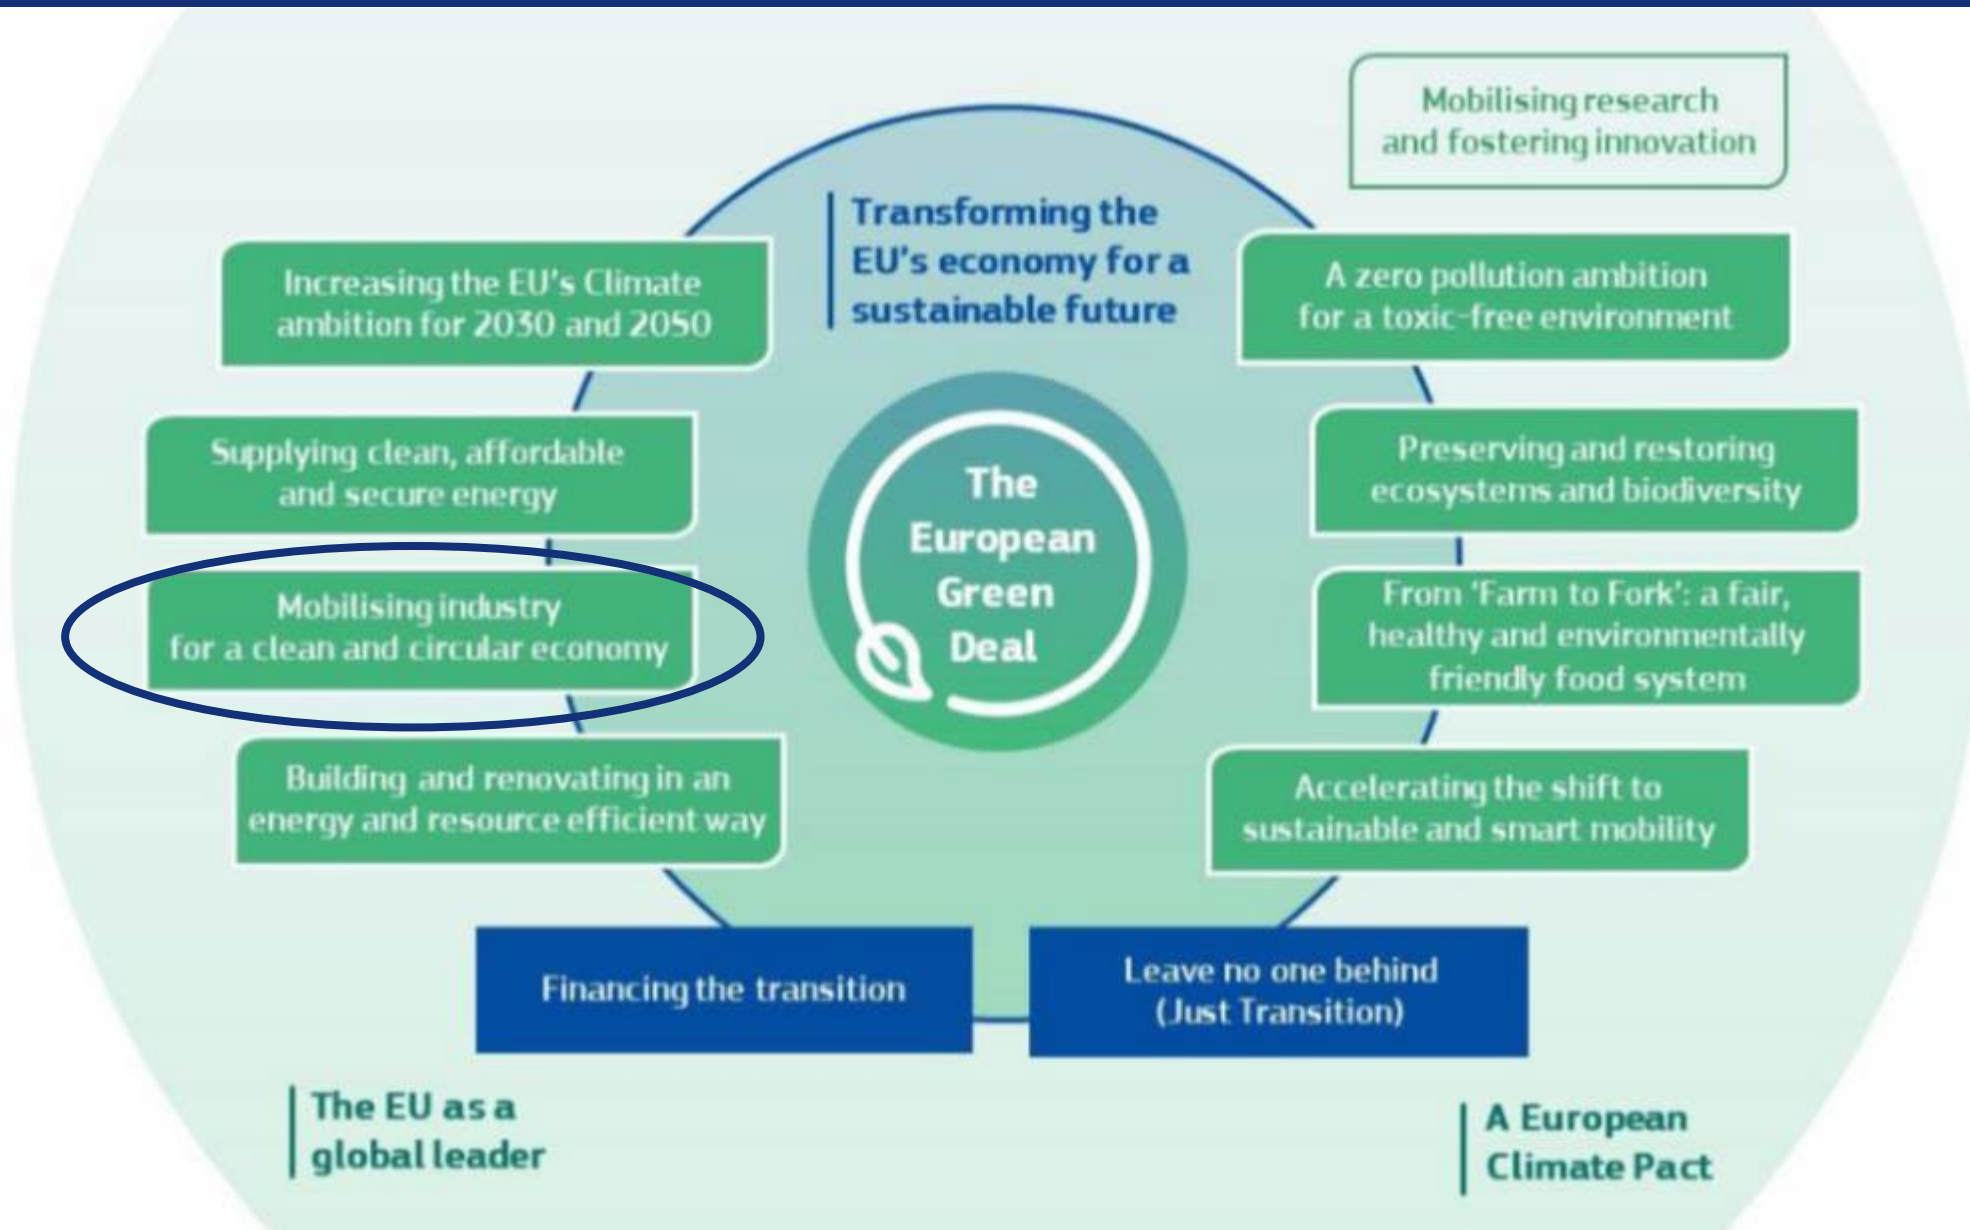 Mobilising research
and fostering innovation
Transforming the
EU's economy for a
sustainable future
Increasing the EU's Climate
ambition for 2030 and 2050
A zero pollution ambition
for a toxic-free environment
Supplying clean, affordable
and secure energy
Preserving and restoring
ecosystems and biodiversity
The
European
Green
Deal
Mobilising industry
for a clean and circular economy
From ‘Farm to Fork’: a fair,
healthy and environmentally
friendly food system
Building and renovating in an
energy and resource efficient way
Accelerating the shift to
sustainable and smart mobility
Financing the transition
Leave no one behind
(Just Transition)
The EU as a
global leader
A European
Climate Pact